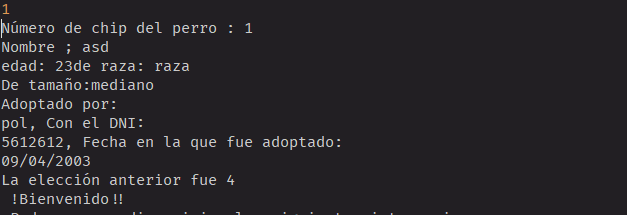 1
Número de chip del perro : 1
Nombre ; asd
edad: 23de raza: raza
De tamaño:mediano
Adoptado por:
pol, Con el DNI:
5612612, Fecha en la que fue adoptado:
09/04/2003
La elección anterior fue 4
!Bienvenido!!